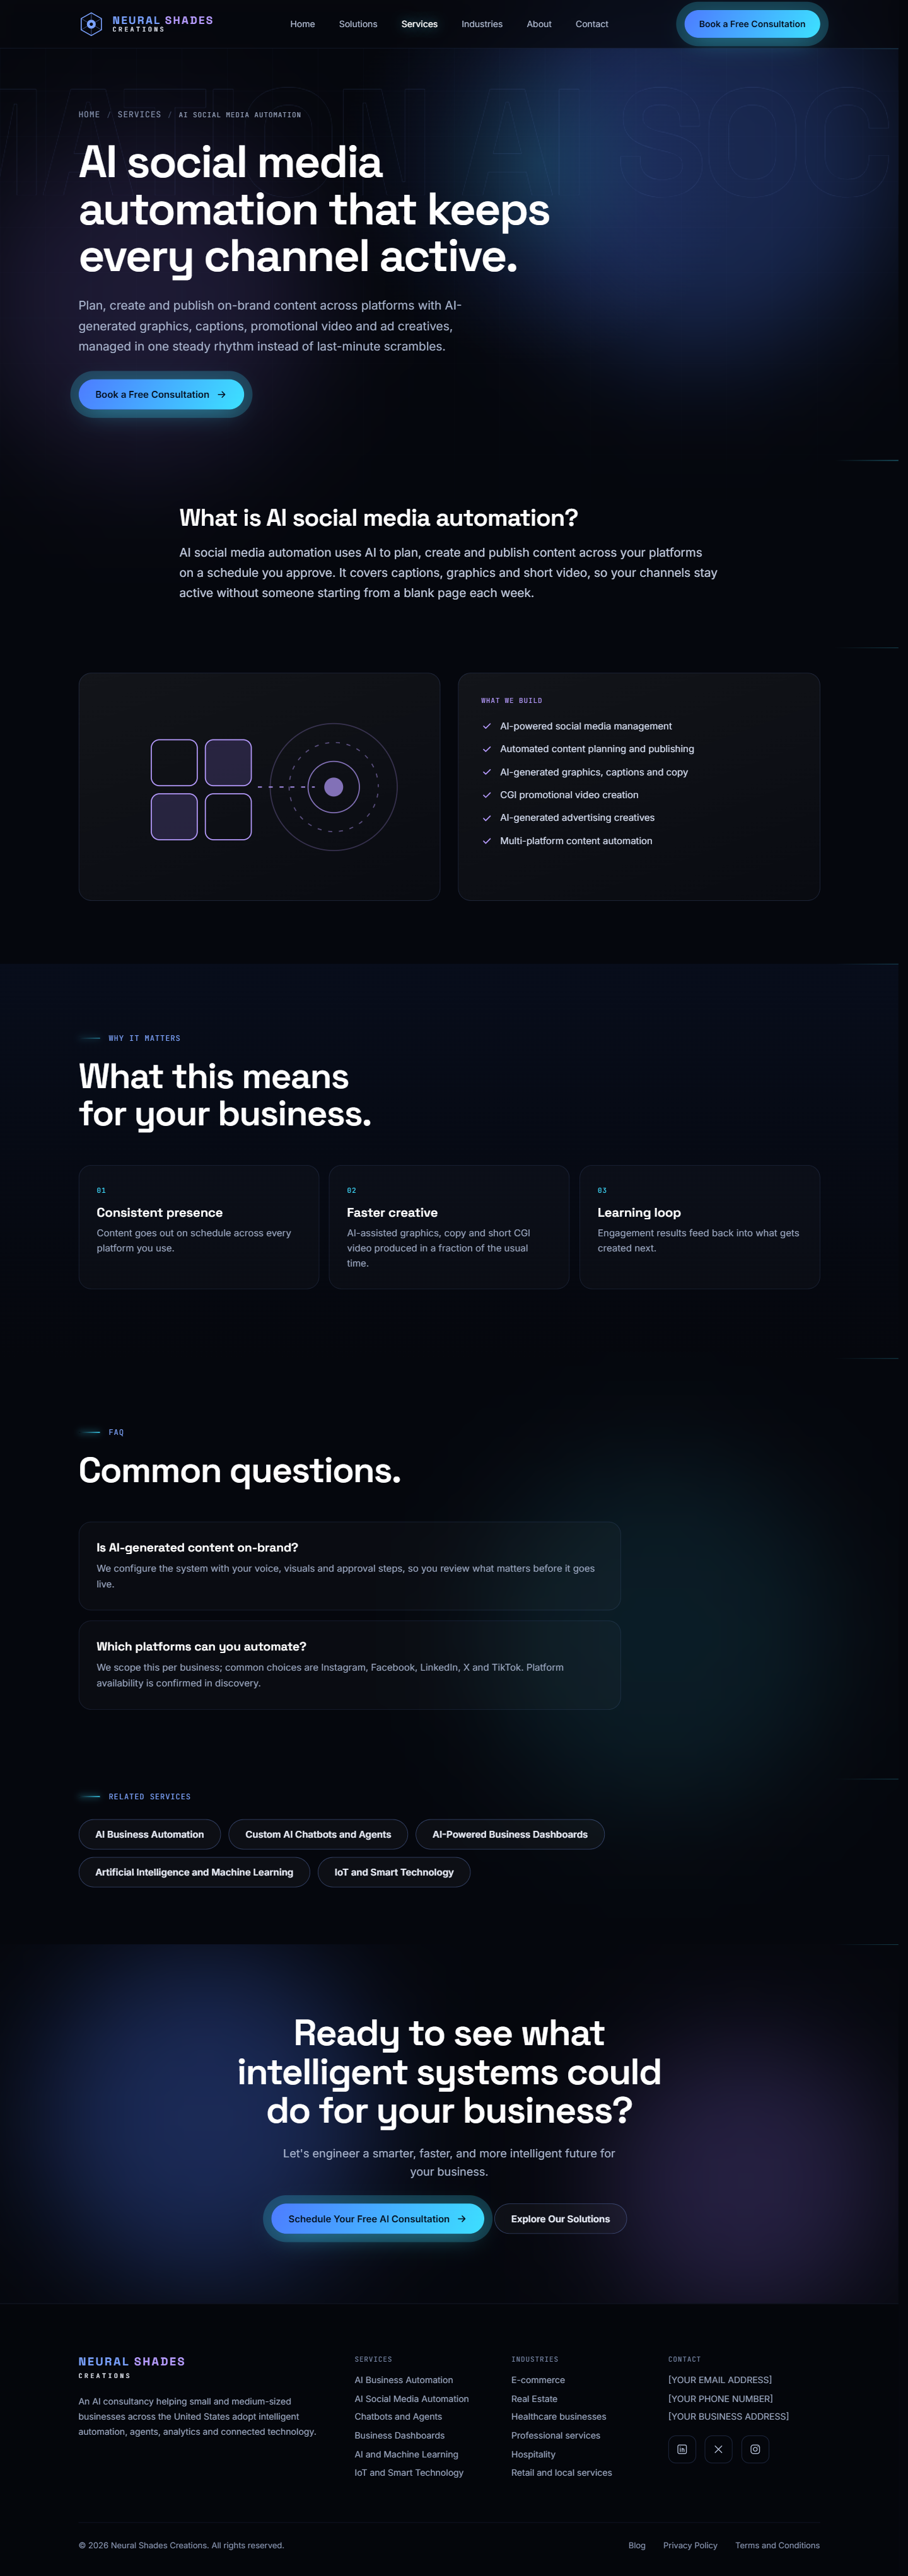 NEURAL SHADES
CREATIONS
Home
Solutions
Services
Industries
About
Contact
Book a Free Consultation
MATION AI SOC
HOME / SERVICES / AI SOCIAL MEDIA AUTOMATION
AI social media
automation that keeps
every channel active.
Plan, create and publish on-brand content across platforms with AI-
generated graphics, captions, promotional video and ad creatives,
managed in one steady rhythm instead of last-minute scrambles.
Book a Free Consultation →
What is AI social media automation?
AI social media automation uses AI to plan, create and publish content across your platforms
on a schedule you approve. It covers captions, graphics and short video, so your channels stay
active without someone starting from a blank page each week.
WHAT WE BUILD
AI-powered social media management
Automated content planning and publishing
AI-generated graphics, captions and copy
CGI promotional video creation
AI-generated advertising creatives
Multi-platform content automation
WHY IT MATTERS
What this means
for your business.
01
Consistent presence
Content goes out on schedule across every
platform you use.
02
Faster creative
AI-assisted graphics, copy and short CGI
video produced in a fraction of the usual
time.
03
Learning loop
Engagement results feed back into what gets
created next.
FAQ
Common questions.
Is AI-generated content on-brand?
We configure the system with your voice, visuals and approval steps, so you review what matters before it goes
live.
Which platforms can you automate?
We scope this per business; common choices are Instagram, Facebook, LinkedIn, X and TikTok. Platform
availability is confirmed in discovery.
RELATED SERVICES
AI Business Automation
Custom AI Chatbots and Agents
AI-Powered Business Dashboards
Artificial Intelligence and Machine Learning
IoT and Smart Technology
Ready to see what
intelligent systems could
do for your business?
Let's engineer a smarter, faster, and more intelligent future for
your business.
Schedule Your Free AI Consultation →
Explore Our Solutions
NEURAL SHADES
CREATIONS
An AI consultancy helping small and medium-sized
businesses across the United States adopt intelligent
automation, agents, analytics and connected technology.
SERVICES
AI Business Automation
AI Social Media Automation
Chatbots and Agents
Business Dashboards
AI and Machine Learning
IoT and Smart Technology
INDUSTRIES
E-commerce
Real Estate
Healthcare businesses
Professional services
Hospitality
Retail and local services
CONTACT
[YOUR EMAIL ADDRESS]
[YOUR PHONE NUMBER]
[YOUR BUSINESS ADDRESS]
© 2026 Neural Shades Creations. All rights reserved.
Blog
Privacy Policy
Terms and Conditions